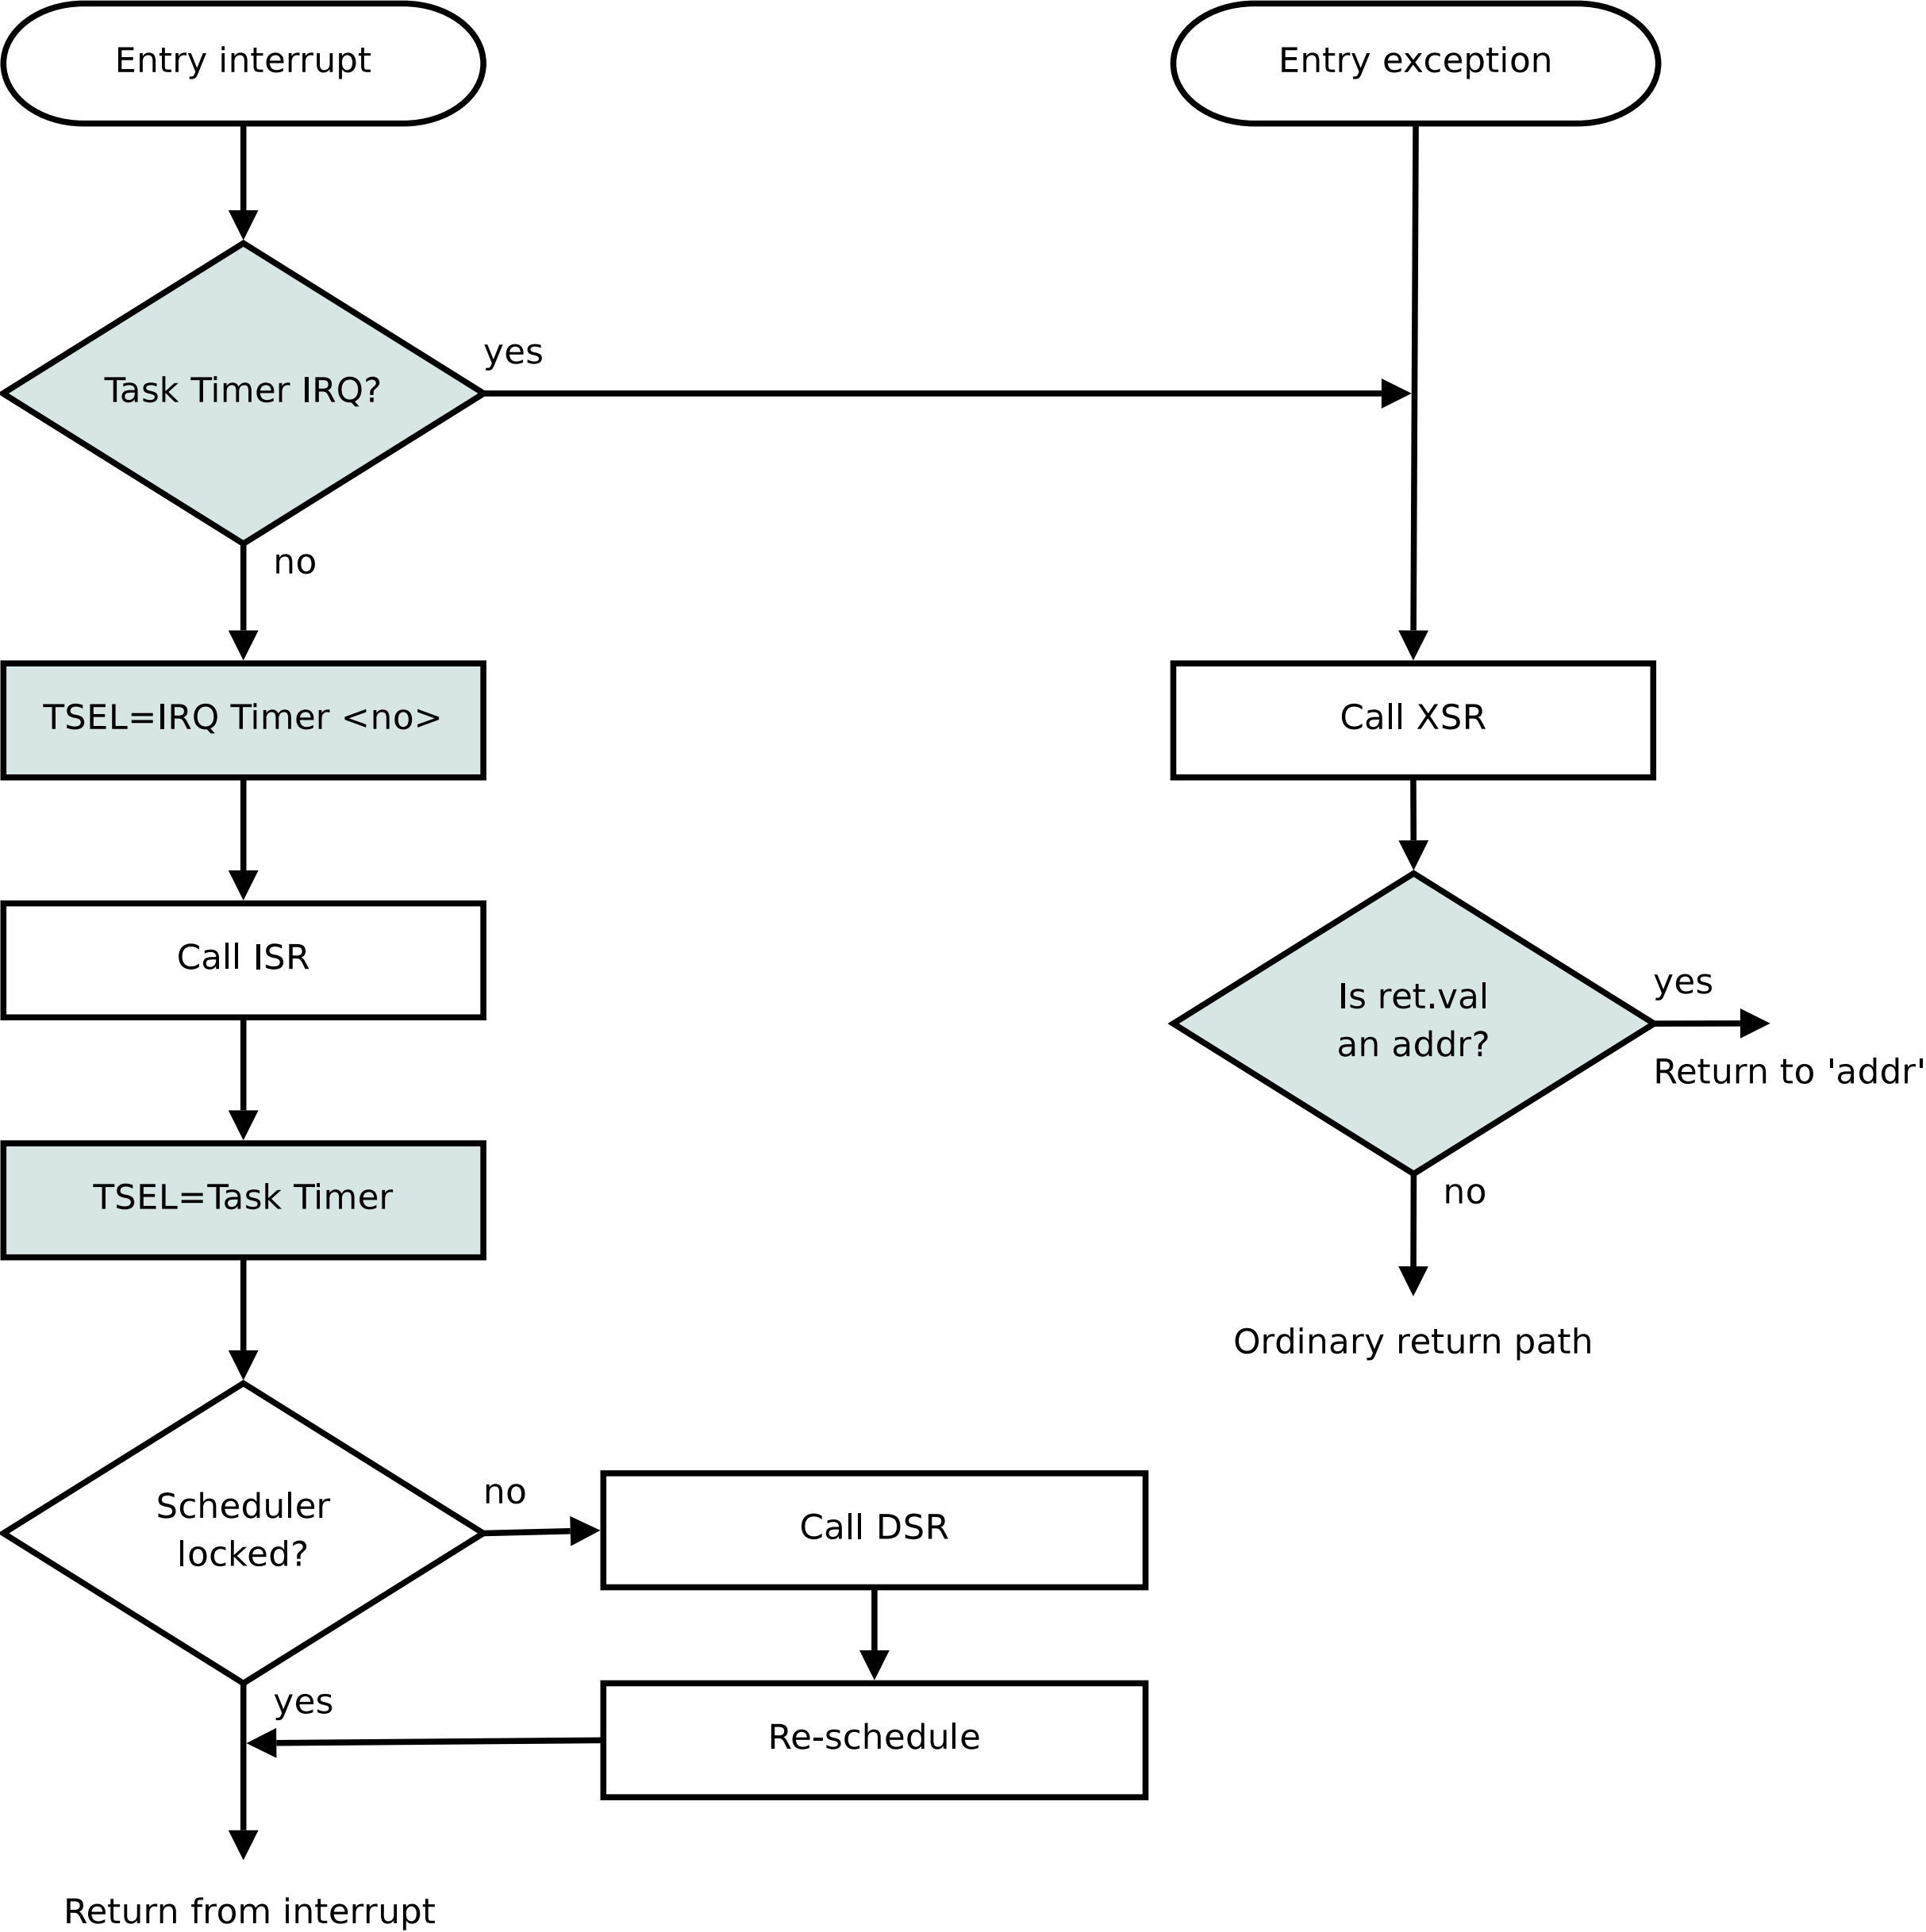 Entry interrupt
Entry exception
yes
Task Timer IRQ?
no
TSEL=IRQ Timer <no>
Call XSR
Call ISR
yes
Is ret.val
an addr?
Return to 'addr'
TSEL=Task Timer
no
Ordinary return path
no
Scheduler
locked?
Call DSR
yes
Re-schedule
Return from interrupt